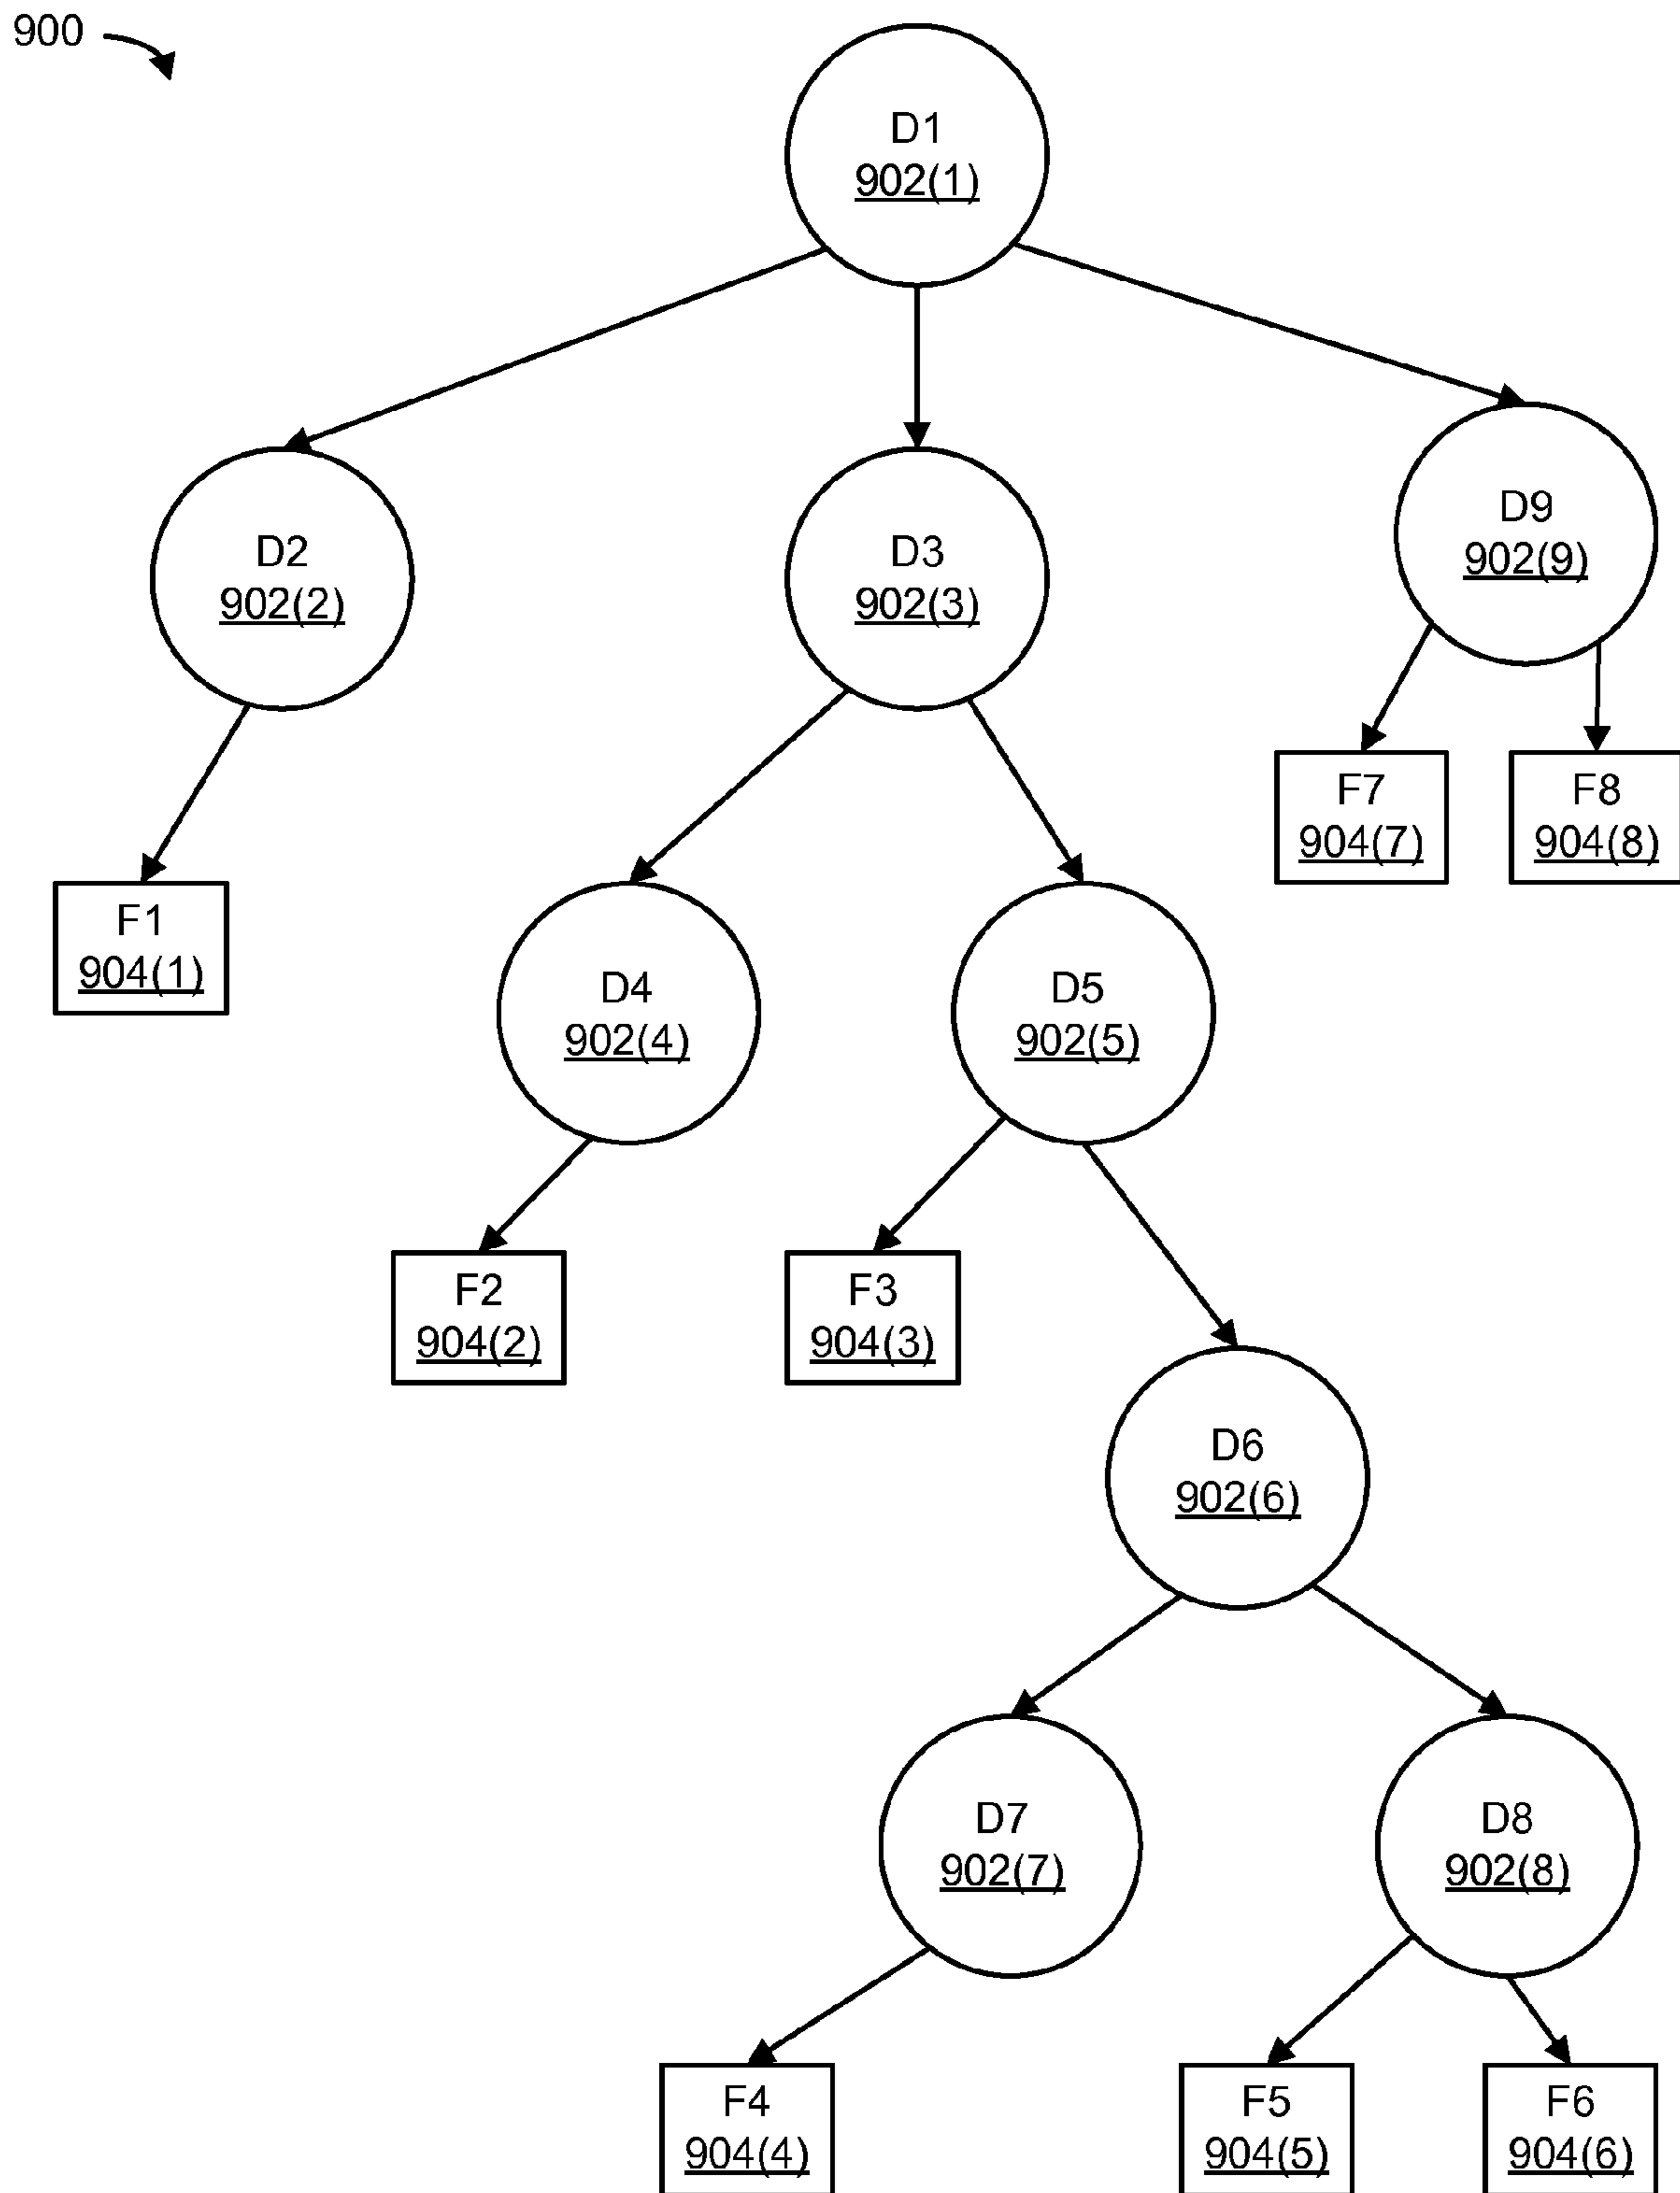 900
D1
902(1)
D2
902(2)
D3
902(3)
D9
902(9)
F7
904(7)
F8
904(8)
F1
904(1)
D4
902(4)
D5
902(5)
F2
904(2)
F3
904(3)
D6
902(6)
D7
902(7)
D8
902(8)
F4
904(4)
F5
904(5)
F6
904(6)